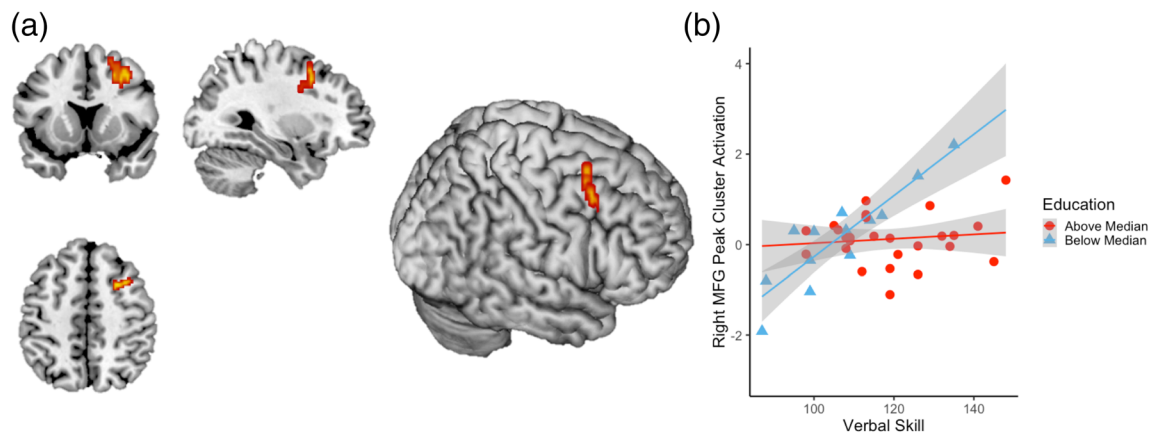 (a)
(b)
Right MFG Peak Cluster Activation
4
2
0
-2
100
120
140
Verbal Skill
Education
Above Median
Below Median